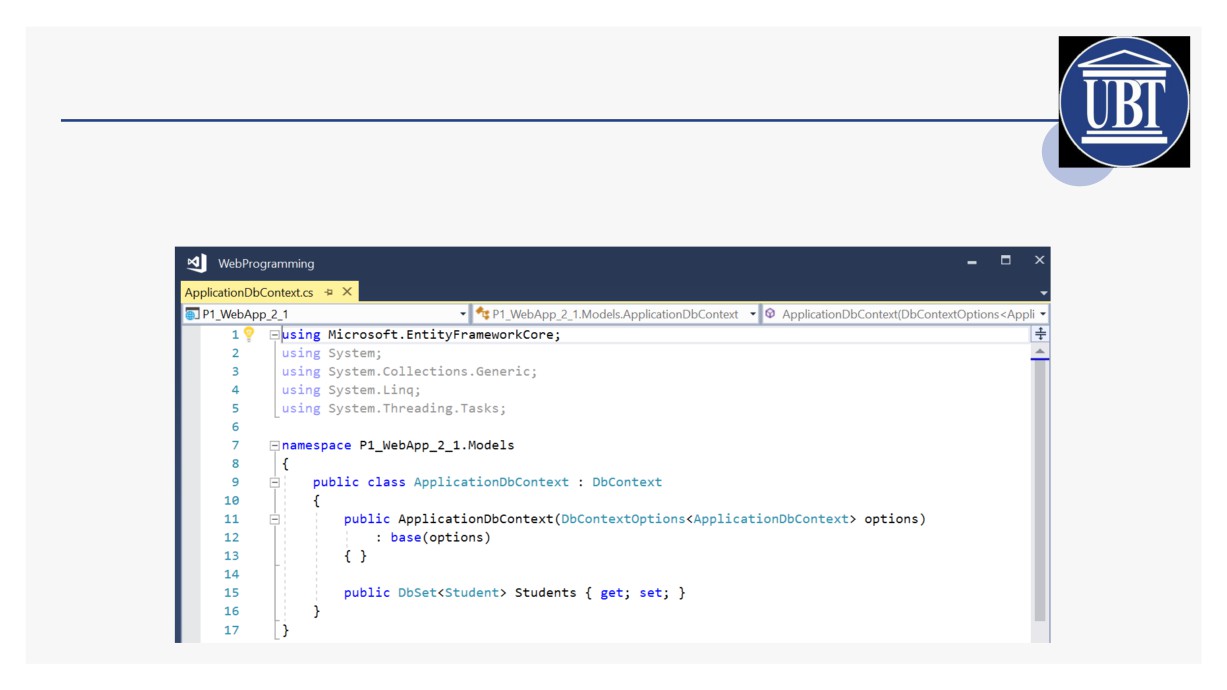 UBT
WebProgramming
ApplicationDbContext.cs
P1_WebApp_2_1 P1_WebApp_2_1.Models.ApplicationDbContext ApplicationDbContext(DbContextOptions<Appli
1 using Microsoft.EntityFrameworkCore;
2 using System;
3 using System.Collections.Generic;
4 using System.Linq;
5 using System.Threading.Tasks;
6
7 namespace P1_WebApp_2_1.Models
8 {
9 public class ApplicationDbContext : DbContext
10 {
11 public ApplicationDbContext(DbContextOptions<ApplicationDbContext> options)
12 : base(options)
13 { }
14
15 public DbSet<Student> Students { get; set; }
16 }
17 }